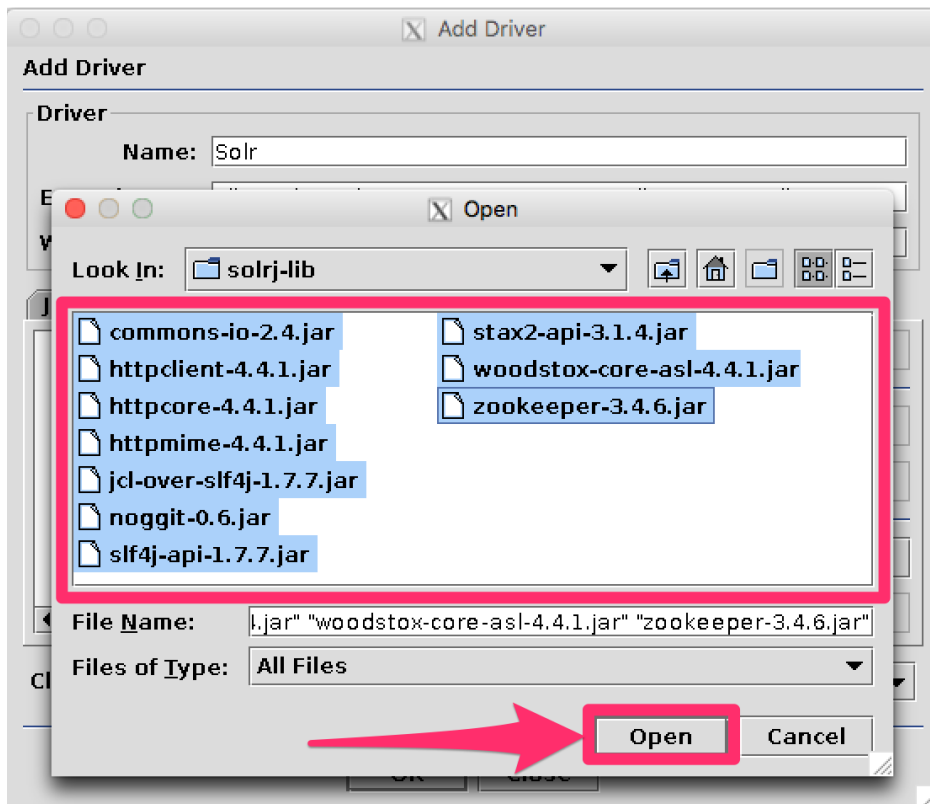 Add Driver
Add Driver
Driver
Name: Solr
Open
Look In: solrj-lib
commons-io-2.4.jar
httpclient-4.4.1.jar
httpcore-4.4.1.jar
httpmime-4.4.1.jar
jcl-over-slf4j-1.7.7.jar
noggit-0.6.jar
slf4j-api-1.7.7.jar
stax2-api-3.1.4.jar
woodstox-core-asl-4.4.1.jar
zookeeper-3.4.6.jar
File Name: .jar" "woodstox-core-asl-4.4.1.jar" "zookeeper-3.4.6.jar"
Files of Type: All Files
Open Cancel
OK Close